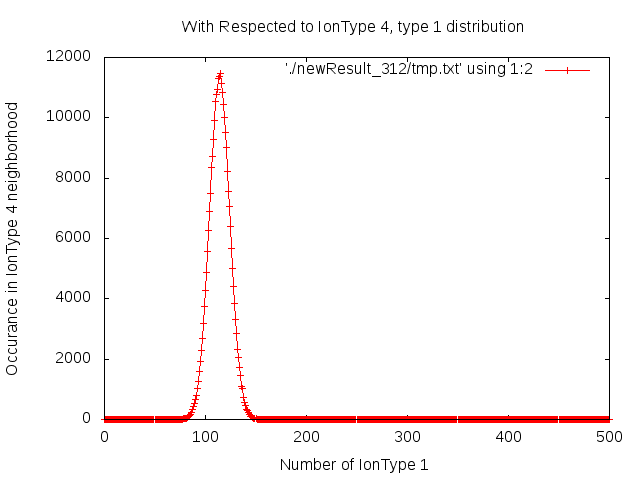 With Respected to IonType 4, type 1 distribution
'./newResult_312/tmp.txt' using 1:2
12000
10000
8000
6000
4000
2000
0
Occurance in IonType 4 neighborhood
0 100 200 300 400 500
Number of IonType 1